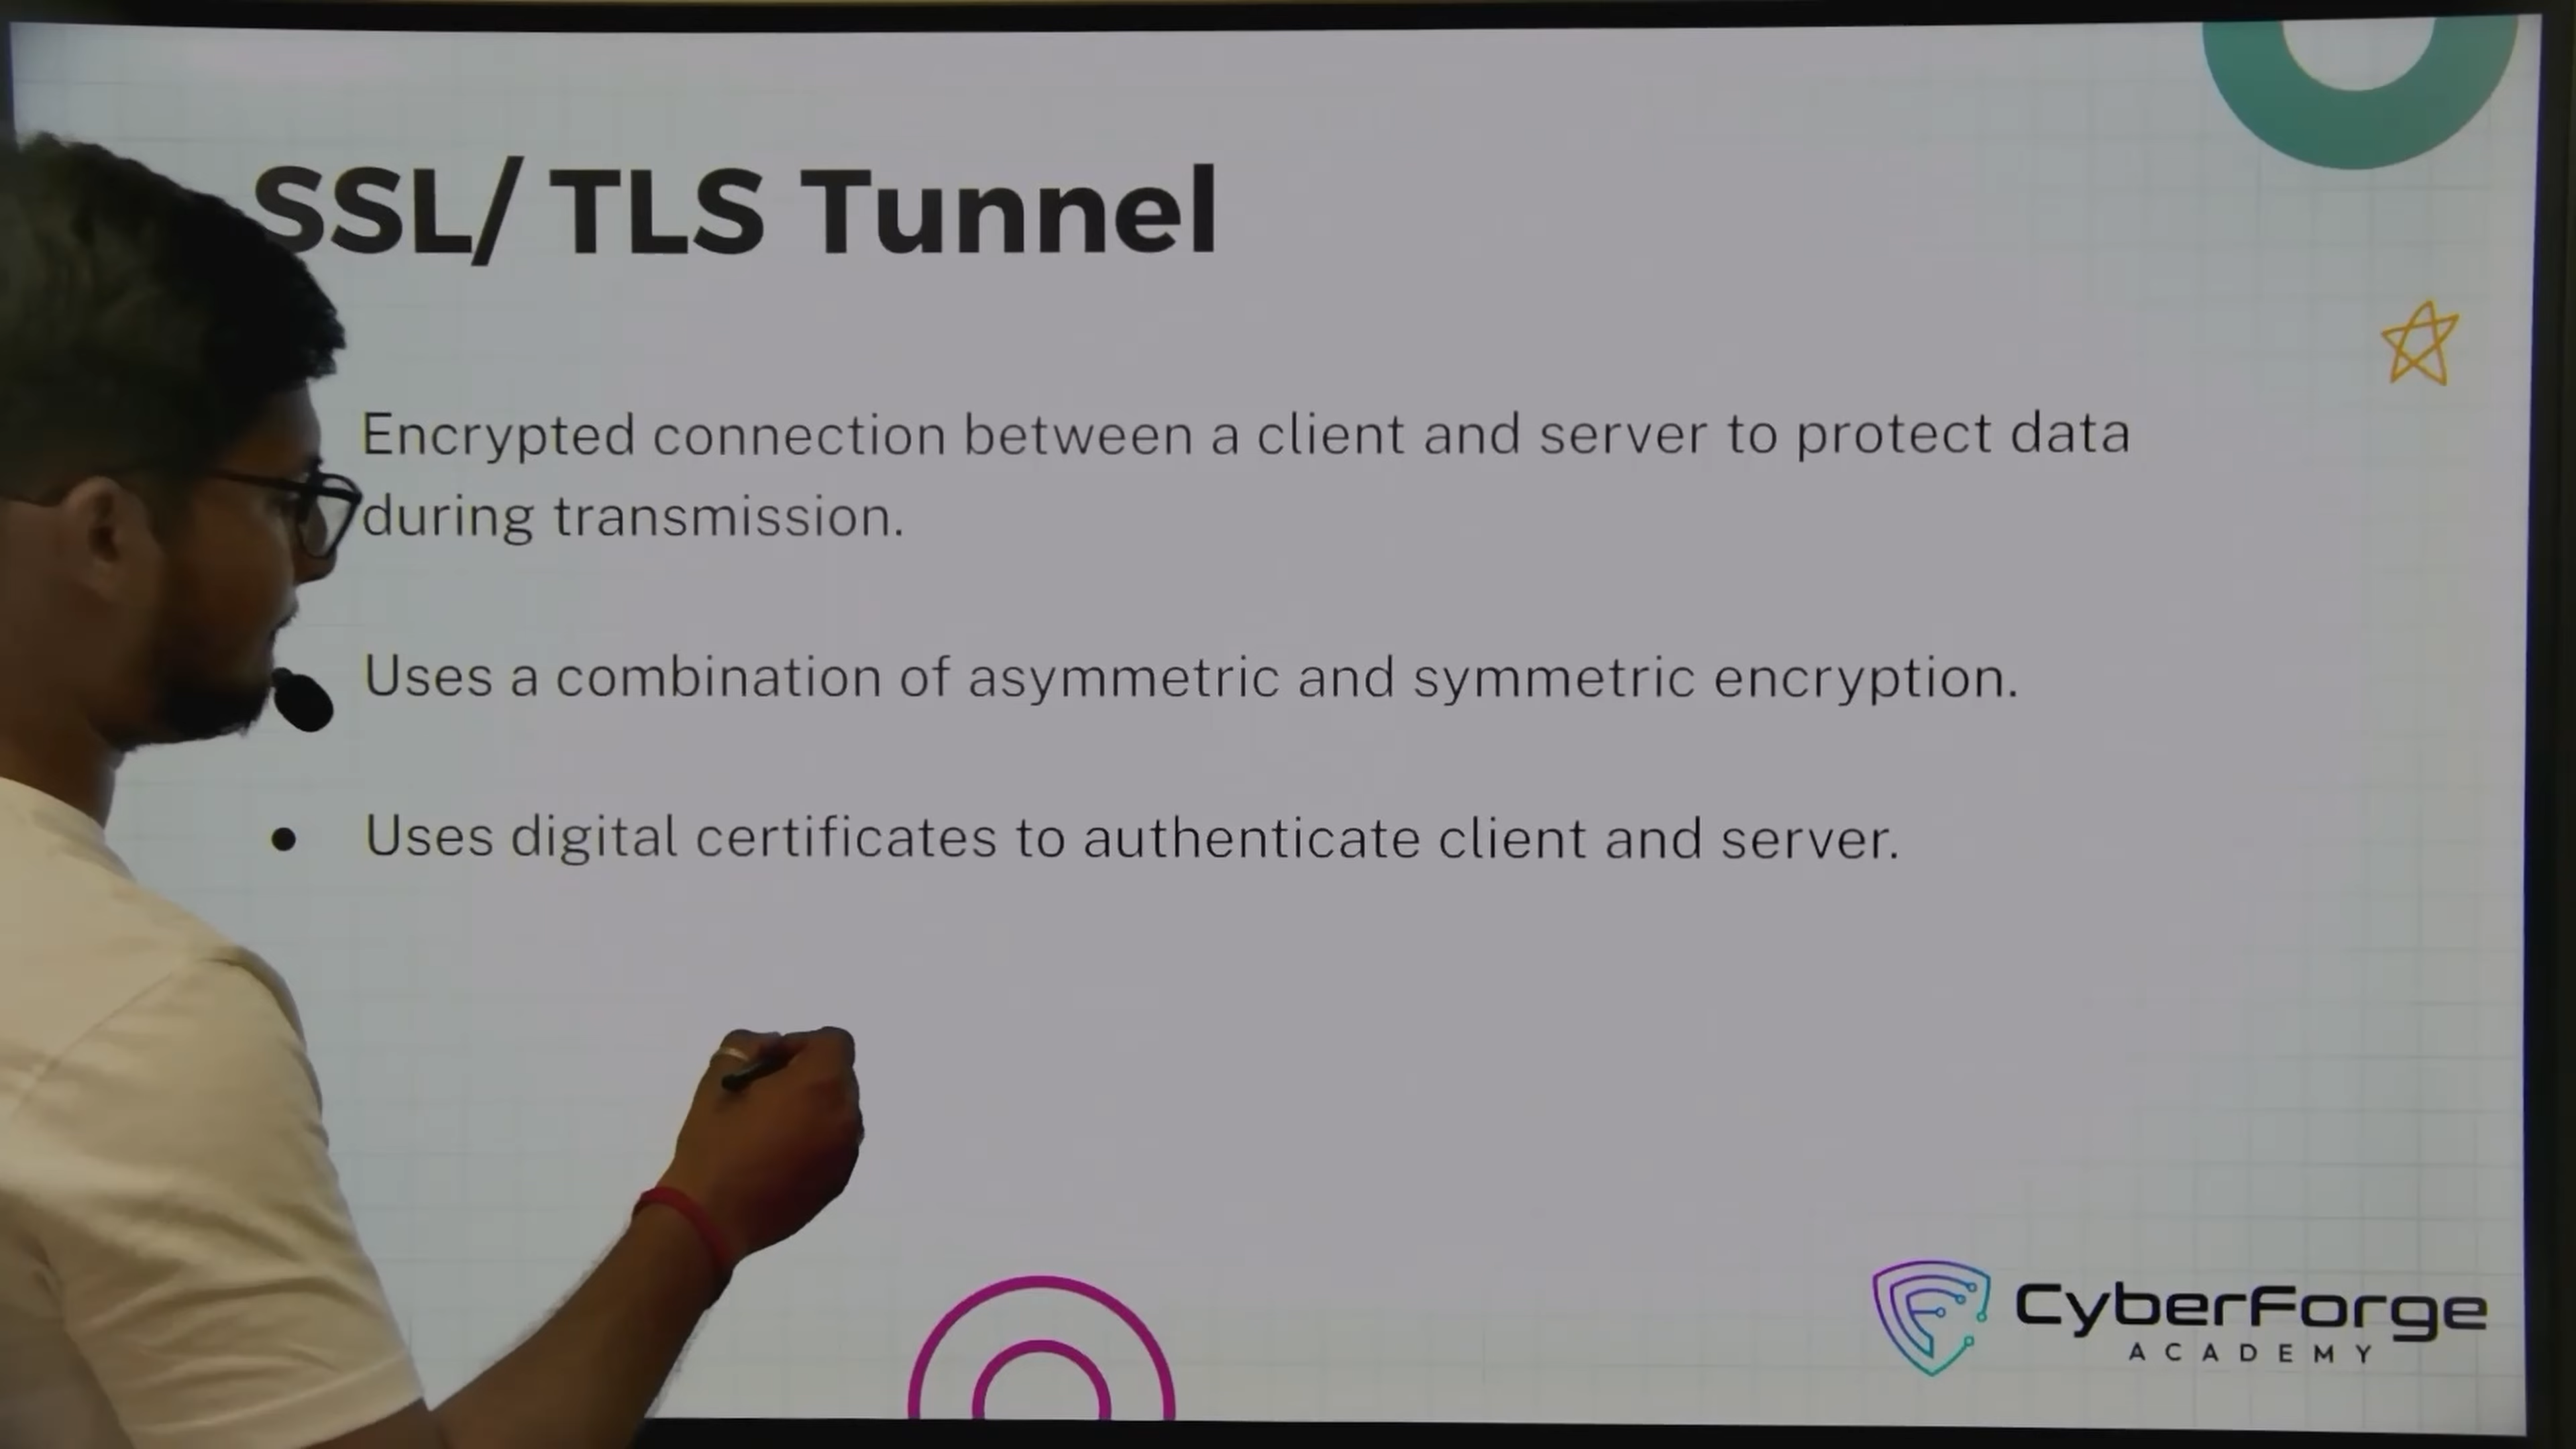 SSL/ TLS Tunnel
Encrypted connection between a client and server to protect data
during transmission.
Uses a combination of asymmetric and symmetric encryption.
• Uses digital certificates to authenticate client and server.
CyberForge
ACADEMY